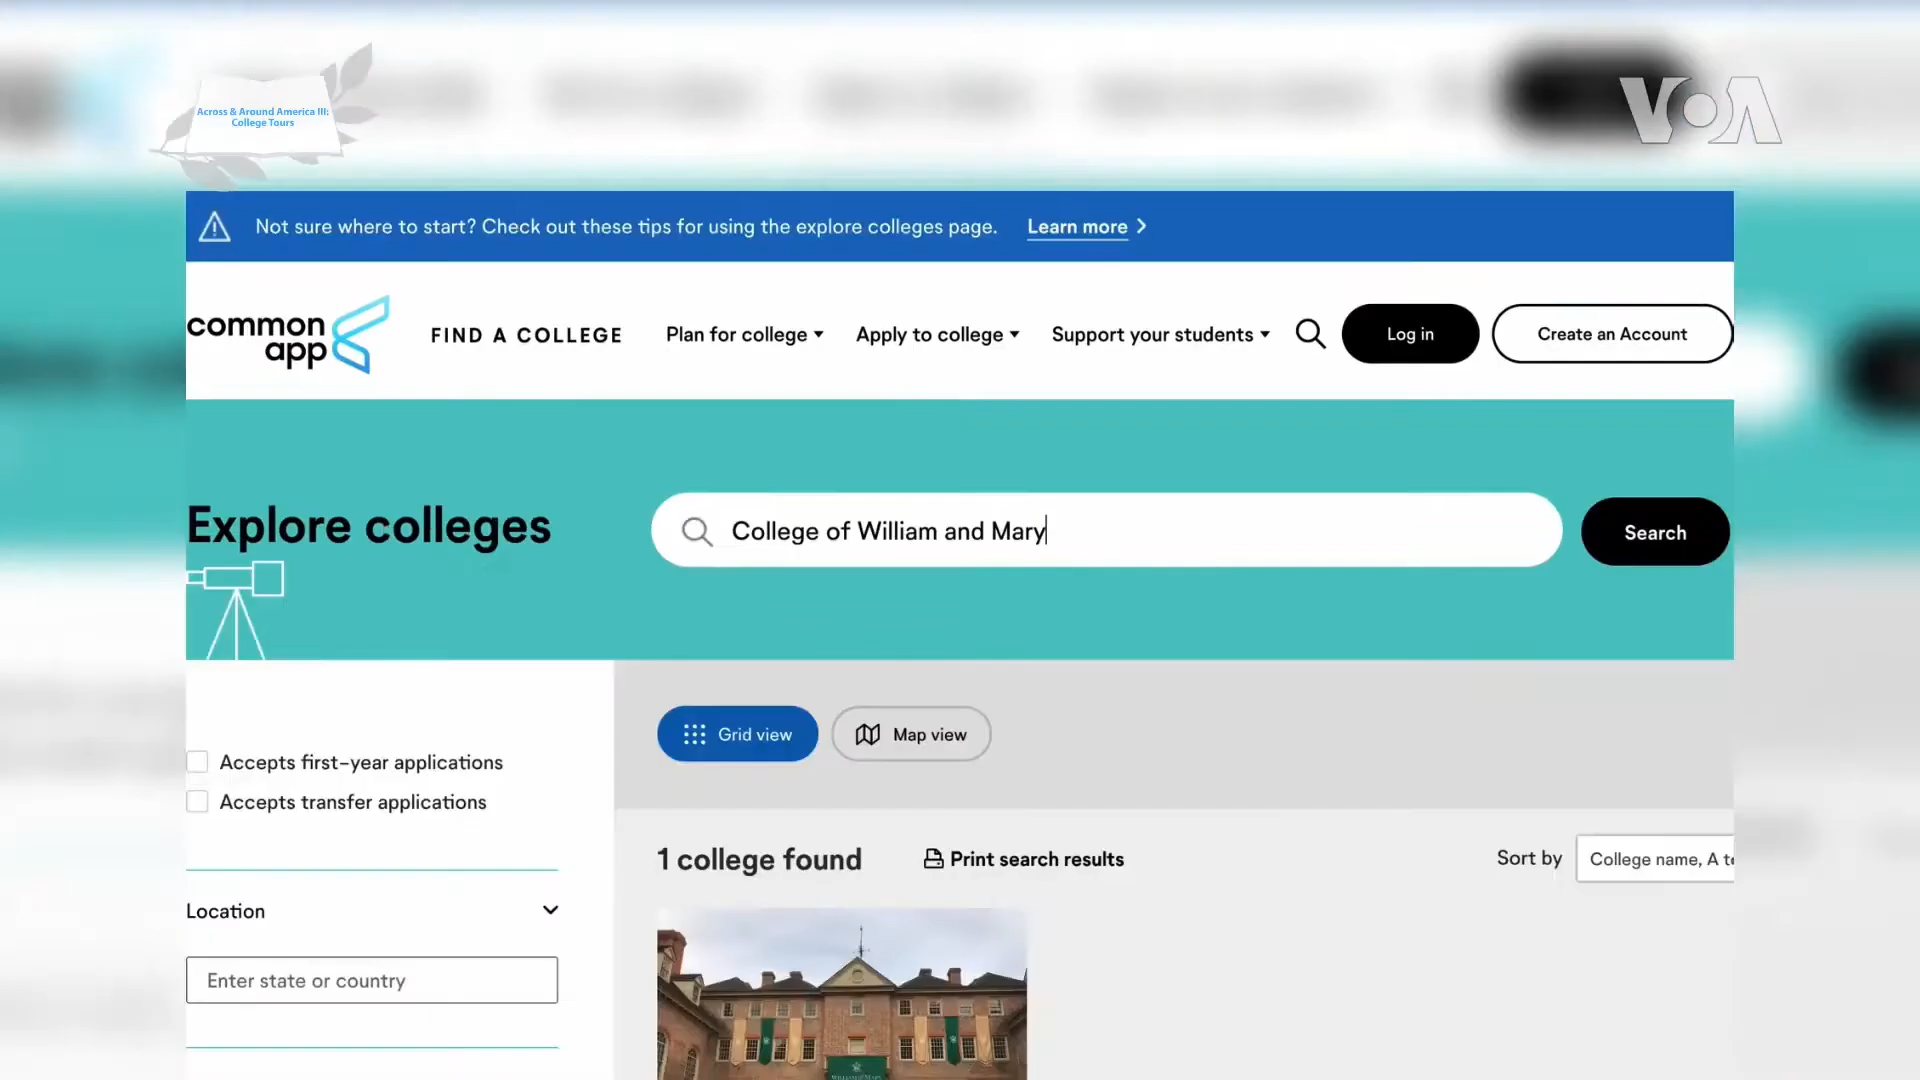 Across & Around America III:
College Tours
VOA
Not sure where to start? Check out these tips for using the explore colleges page. Learn more
common
app
FIND A COLLEGE Plan for college Apply to college Support your students Log in Create an Account
Explore colleges College of William and Mary Search
Grid view Map view
Accepts first-year applications
Accepts transfer applications
1 college found Print search results Sort by College name, A
Location
Enter state or country
WILLIAM & MARY